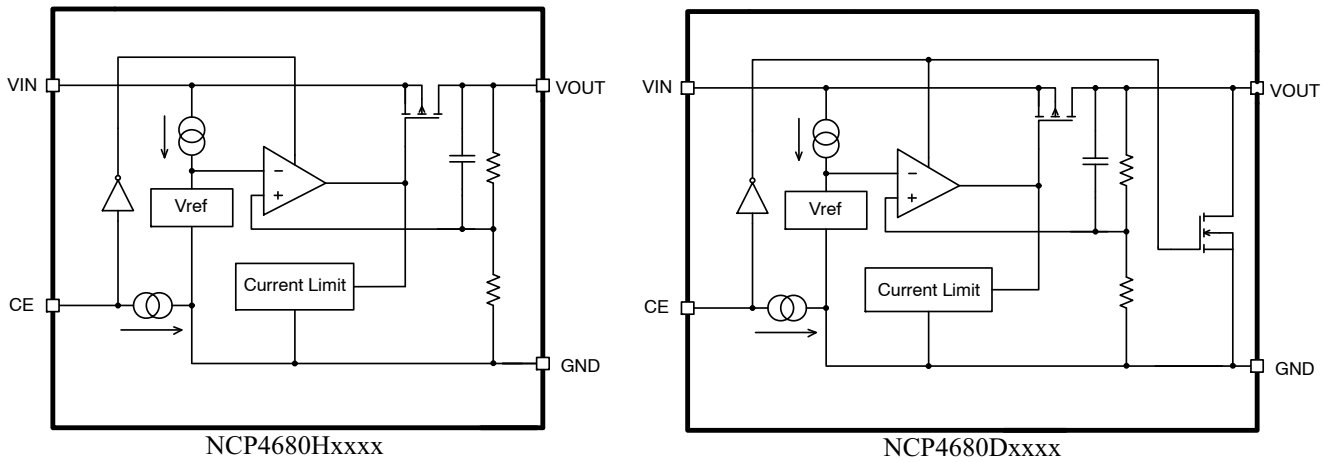 VIN
VOUT
−
+
Vref
Current Limit
CE
GND
NCP4680Hxxxx
VIN
VOUT
−
+
Vref
Current Limit
CE
GND
NCP4680Dxxxx